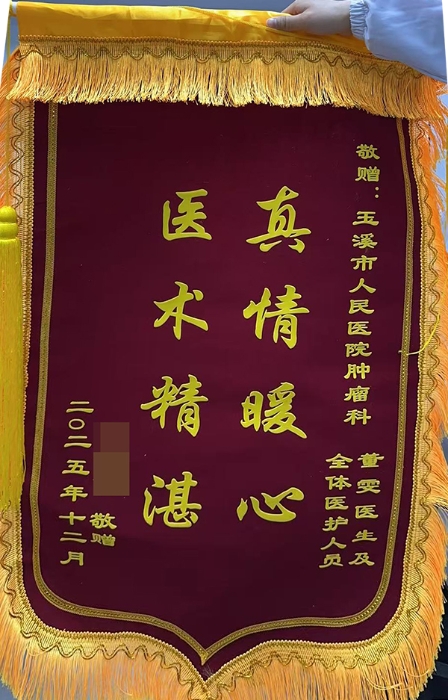 敬赠：玉溪市人民医院肿瘤科
董雯医生及
全体医护人员
真情暖心
医术精湛
敬赠
二〇二五年十二月